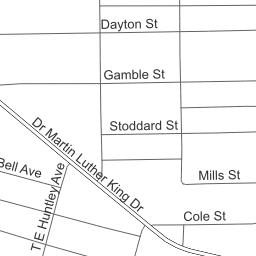 Dayton St
Gamble St
Stoddard St
Dr Martin Luther King Dr
Bell Ave
Mills St
T E Huntley Ave
Cole St